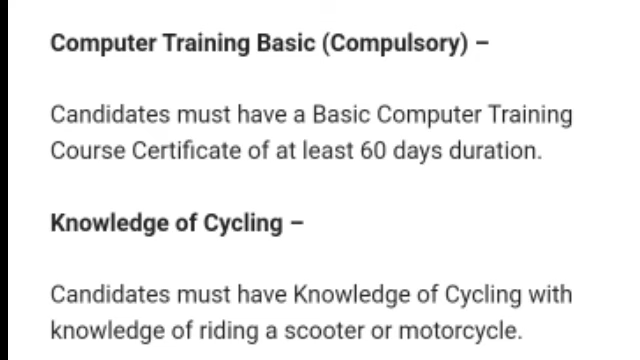 Computer Training Basic (Compulsory) –
Candidates must have a Basic Computer Training
Course Certificate of at least 60 days duration.
Knowledge of Cycling –
Candidates must have Knowledge of Cycling with
knowledge of riding a scooter or motorcycle.